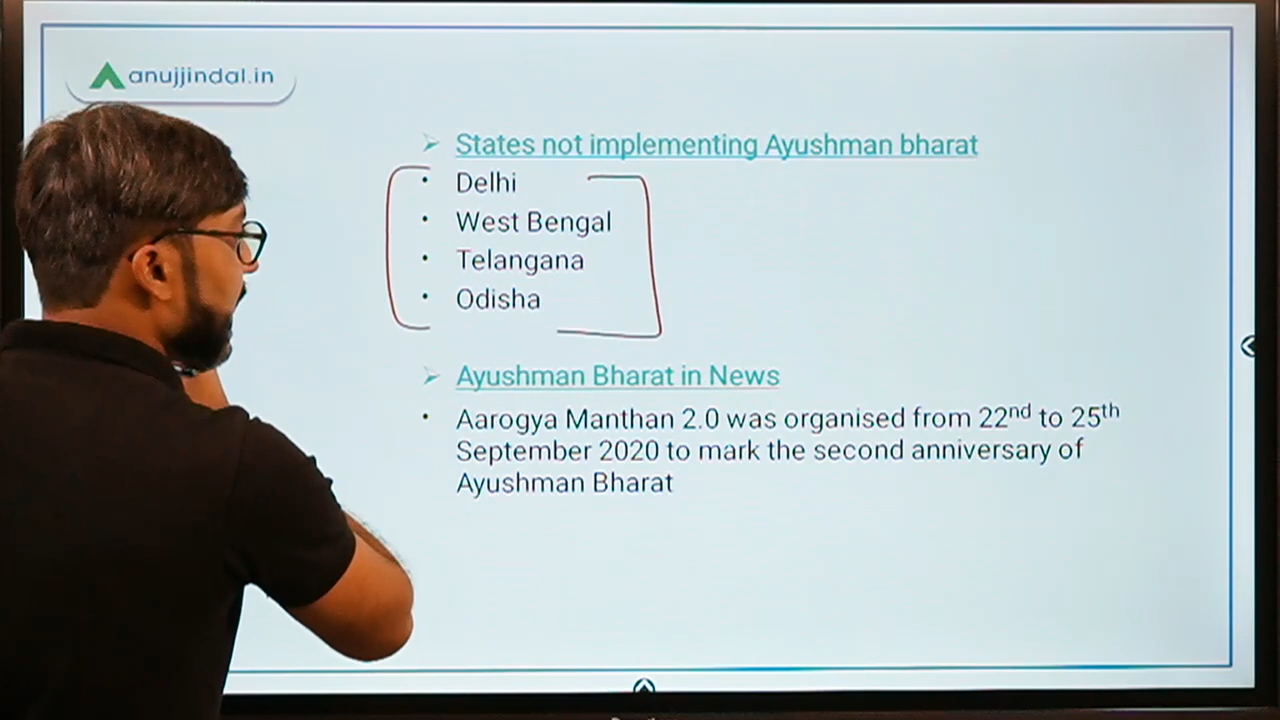 anujjindal.in
States not implementing Ayushman bharat
Delhi
West Bengal
Telangana
Odisha
Ayushman Bharat in News
Aarogya Manthan 2.0 was organised from 22nd to 25th
September 2020 to mark the second anniversary of
Ayushman Bharat